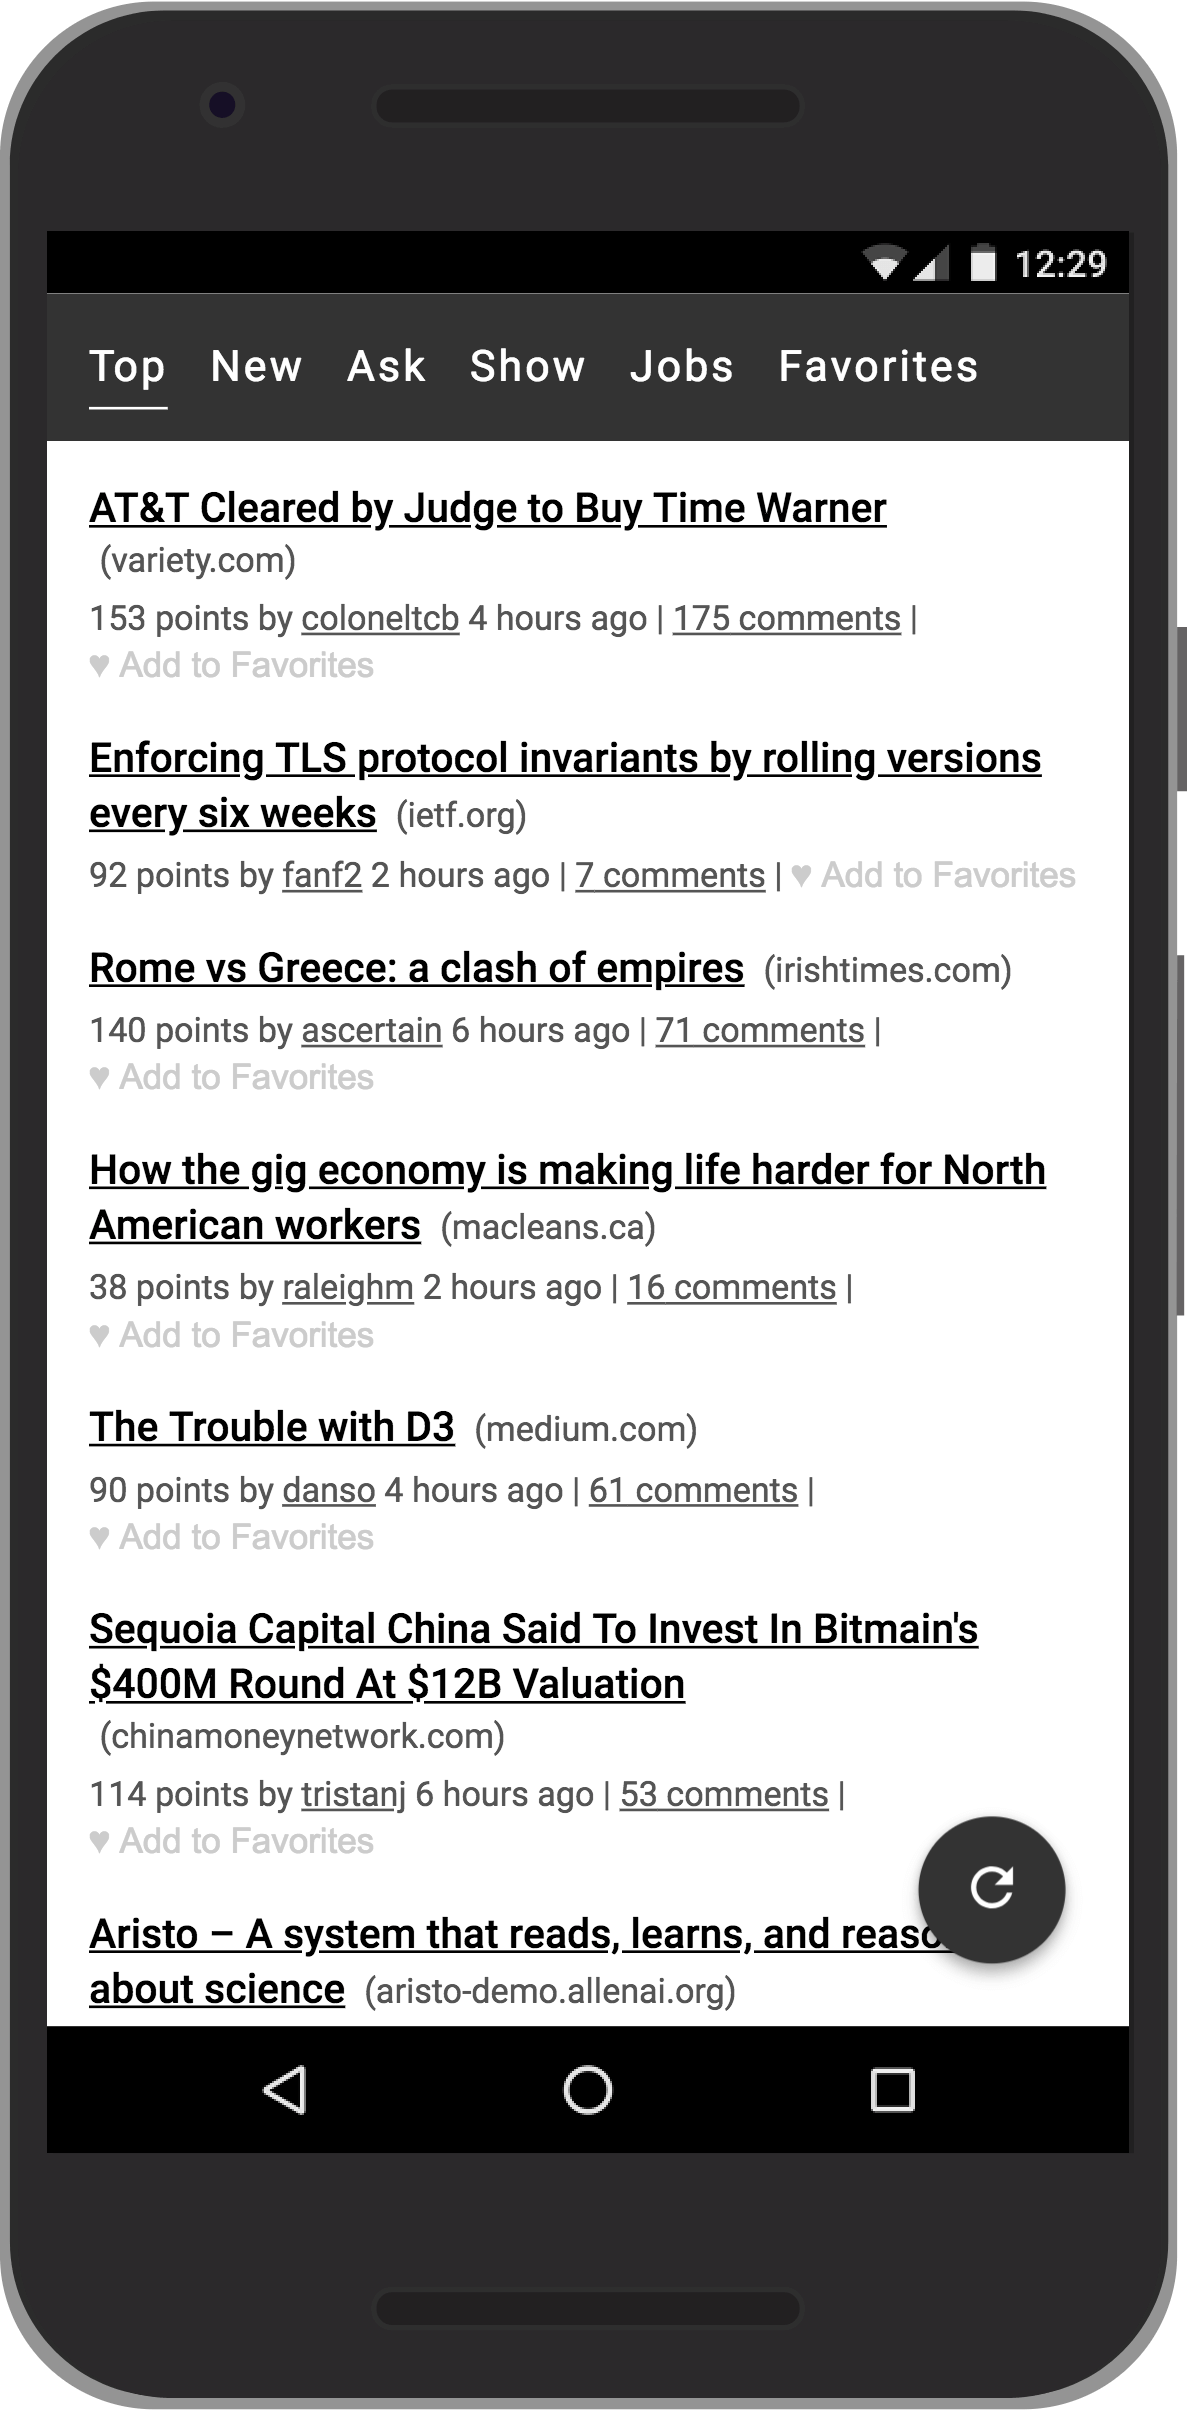 12:29
Top New Ask Show Jobs Favorites
AT&T Cleared by Judge to Buy Time Warner
(variety.com)
153 points by coloneltcb 4 hours ago | 175 comments |
♥ Add to Favorites
Enforcing TLS protocol invariants by rolling versions
every six weeks (ietf.org)
92 points by fanf2 2 hours ago | 7 comments | ♥ Add to Favorites
Rome vs Greece: a clash of empires (irishtimes.com)
140 points by ascertain 6 hours ago | 71 comments |
♥ Add to Favorites
How the gig economy is making life harder for North
American workers (macleans.ca)
38 points by raleighm 2 hours ago | 16 comments |
♥ Add to Favorites
The Trouble with D3 (medium.com)
90 points by danso 4 hours ago | 61 comments |
♥ Add to Favorites
Sequoia Capital China Said To Invest In Bitmain's
$400M Round At $12B Valuation
(chinamoneynetwork.com)
114 points by tristanj 6 hours ago | 53 comments |
♥ Add to Favorites
Aristo – A system that reads, learns, and
about science (aristo-demo.allenai.org)